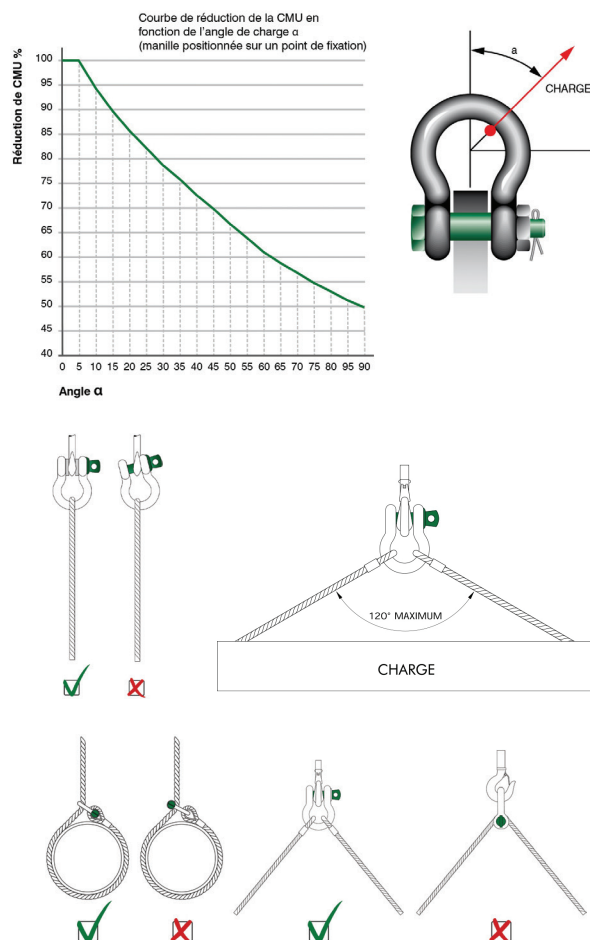 Courbe de réduction de la CMU en
fonction de l'angle de charge α
(manille positionnée sur un point de fixation)
Réduction de CMU %
100
95
90
85
80
75
70
65
60
55
50
45
40
0 5 10 15 20 25 30 35 40 45 50 55 60 65 70 75 80 85 90
Angle α
a
CHARGE
120° MAXIMUM
CHARGE